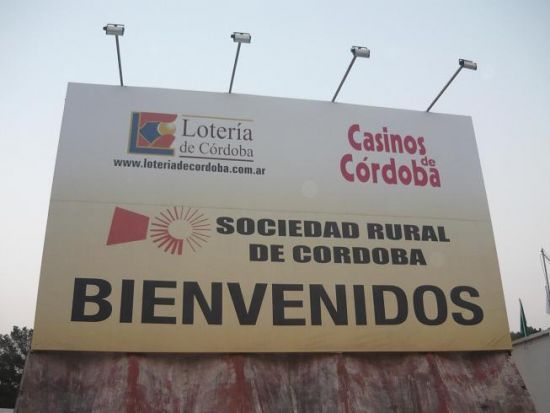 Lotería
de Córdoba
www.loteriadecordoba.com.ar
Casinos
de
Córdoba
SOCIEDAD RURAL
DE CORDOBA
BIENVENIDOS